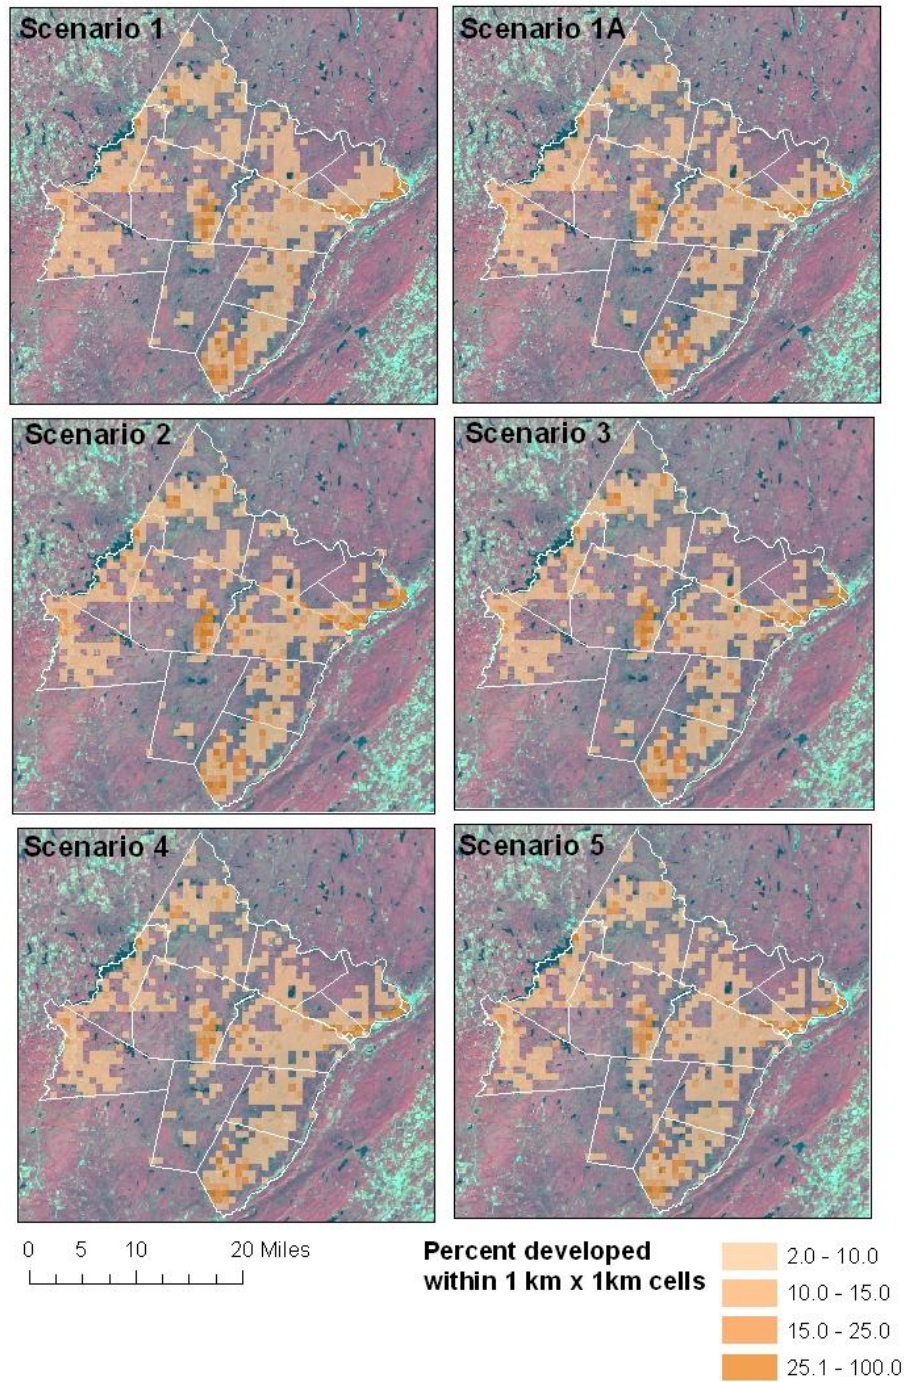 Scenario 1
Scenario 1A
Scenario 2
Scenario 3
Scenario 4
Scenario 5
0 5 10 20 Miles
Percent developed
within 1 km x 1km cells
2.0 - 10.0
10.0 - 15.0
15.0 - 25.0
25.1 - 100.0